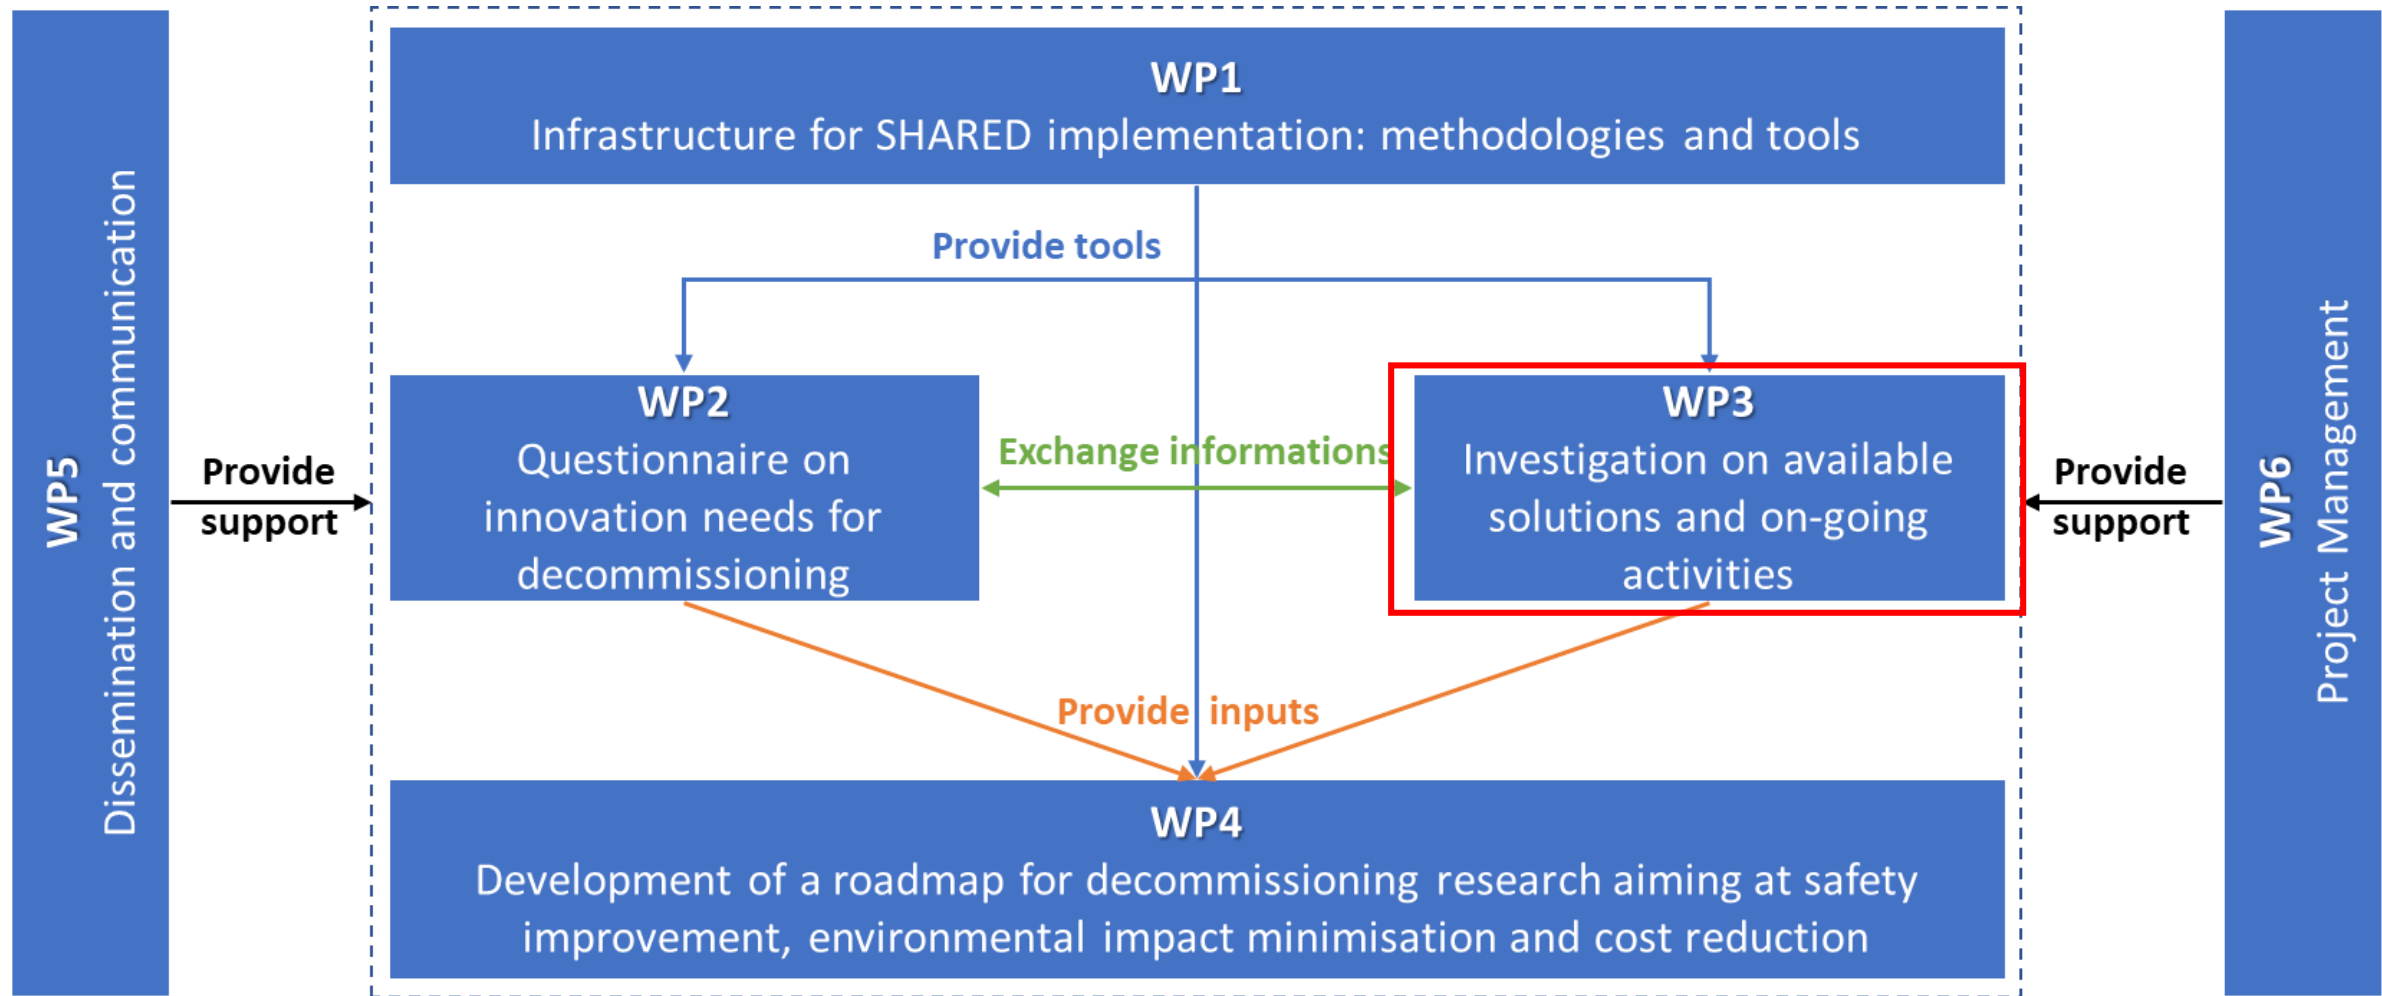 WP5
Dissemination and communication
Provide
support
WP1
Infrastructure for SHARED implementation: methodologies and tools
Provide tools
WP2
Questionnaire on
innovation needs for
decommissioning
Exchange informations
WP3
Investigation on available
solutions and on-going
activities
Provide inputs
WP4
Development of a roadmap for decommissioning research aiming at safety
improvement, environmental impact minimisation and cost reduction
Provide
support
WP6
Project Management